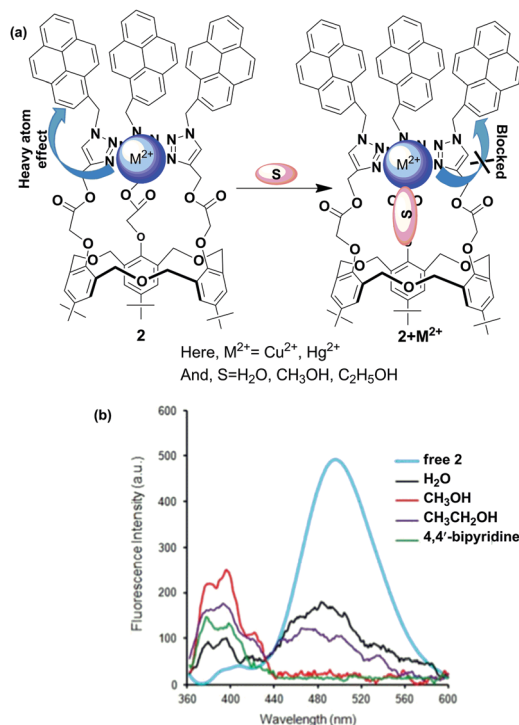 (a)
N N N
N N N N
Heavy atom
effect
M2+
O O O
O O O
O O O
O O
O
2
S
N N N
N N N N
Blocked
M2+
O O O
S
O O
O O
O O
O
2+M2+
Here, M2+= Cu2+, Hg2+
And, S=H2O, CH3OH, C2H5OH
(b)
Fluorescence Intensity (a.u.)
600
500
400
300
200
100
0
360 400 440 480 520 560 600
Wavelength (nm)
free 2
H2O
CH3OH
CH3CH2OH
4,4′-bipyridine